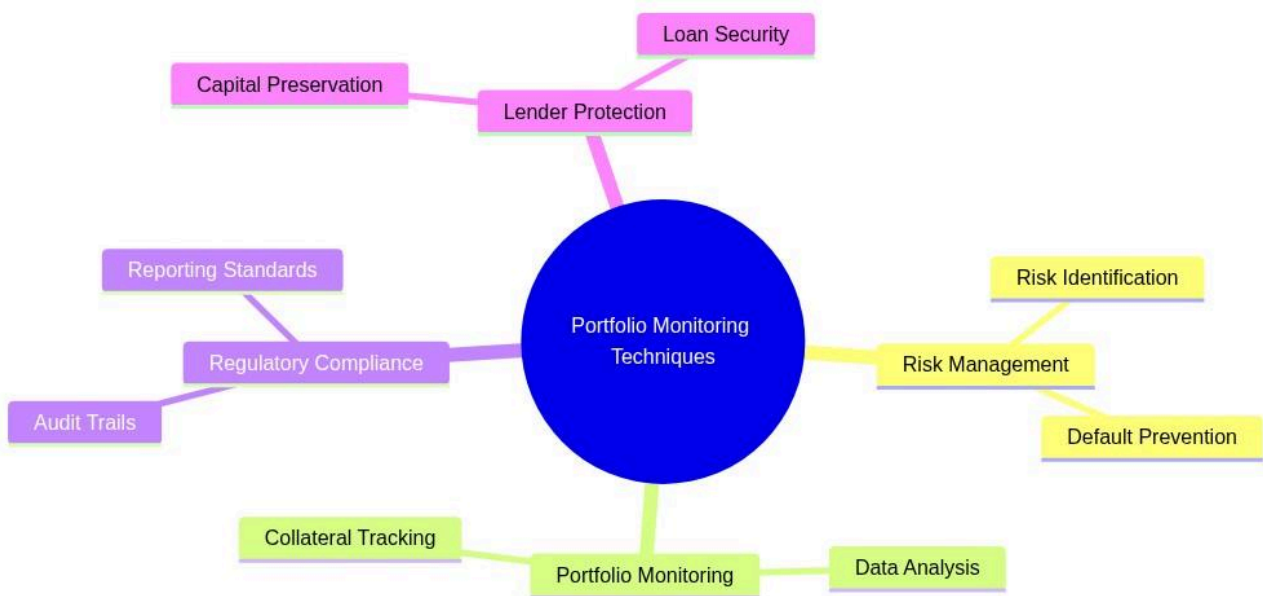 Loan Security
Capital Preservation
Lender Protection
Reporting Standards
Risk Identification
Portfolio Monitoring
Techniques
Regulatory Compliance
Risk Management
Audit Trails
Default Prevention
Collateral Tracking
Portfolio Monitoring
Data Analysis